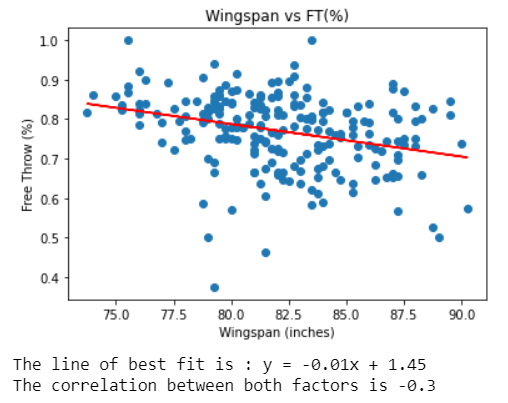 Wingspan vs FT(%)
1.0
0.9
0.8
0.7
0.6
0.5
0.4
Free Throw (%)
75.0 77.5 80.0 82.5 85.0 87.5 90.0
Wingspan (inches)
The line of best fit is : y = -0.01x + 1.45
The correlation between both factors is -0.3